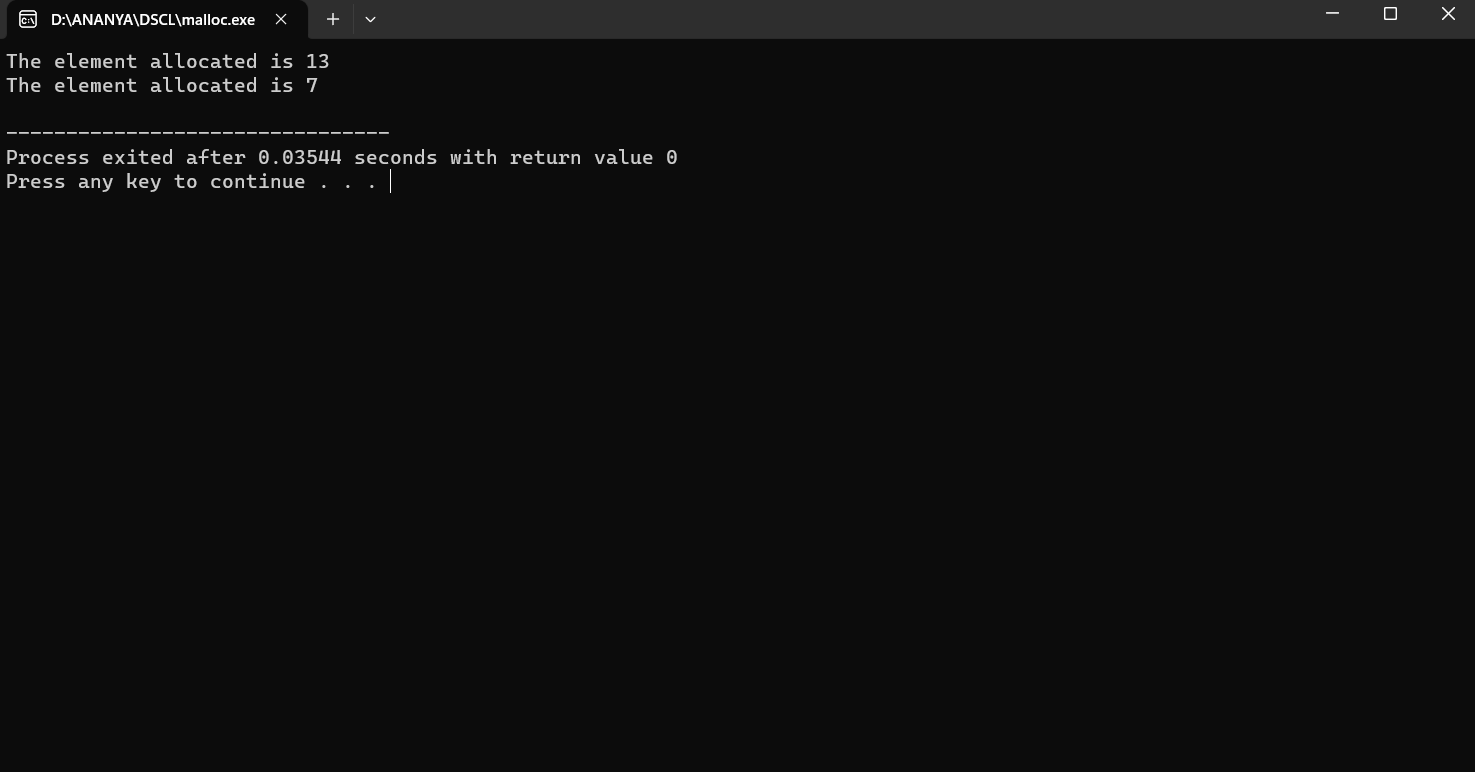 D:\ANANYA\DSCL\malloc.exe
The element allocated is 13
The element allocated is 7
--------------------------------
Process exited after 0.03544 seconds with return value 0
Press any key to continue . . .